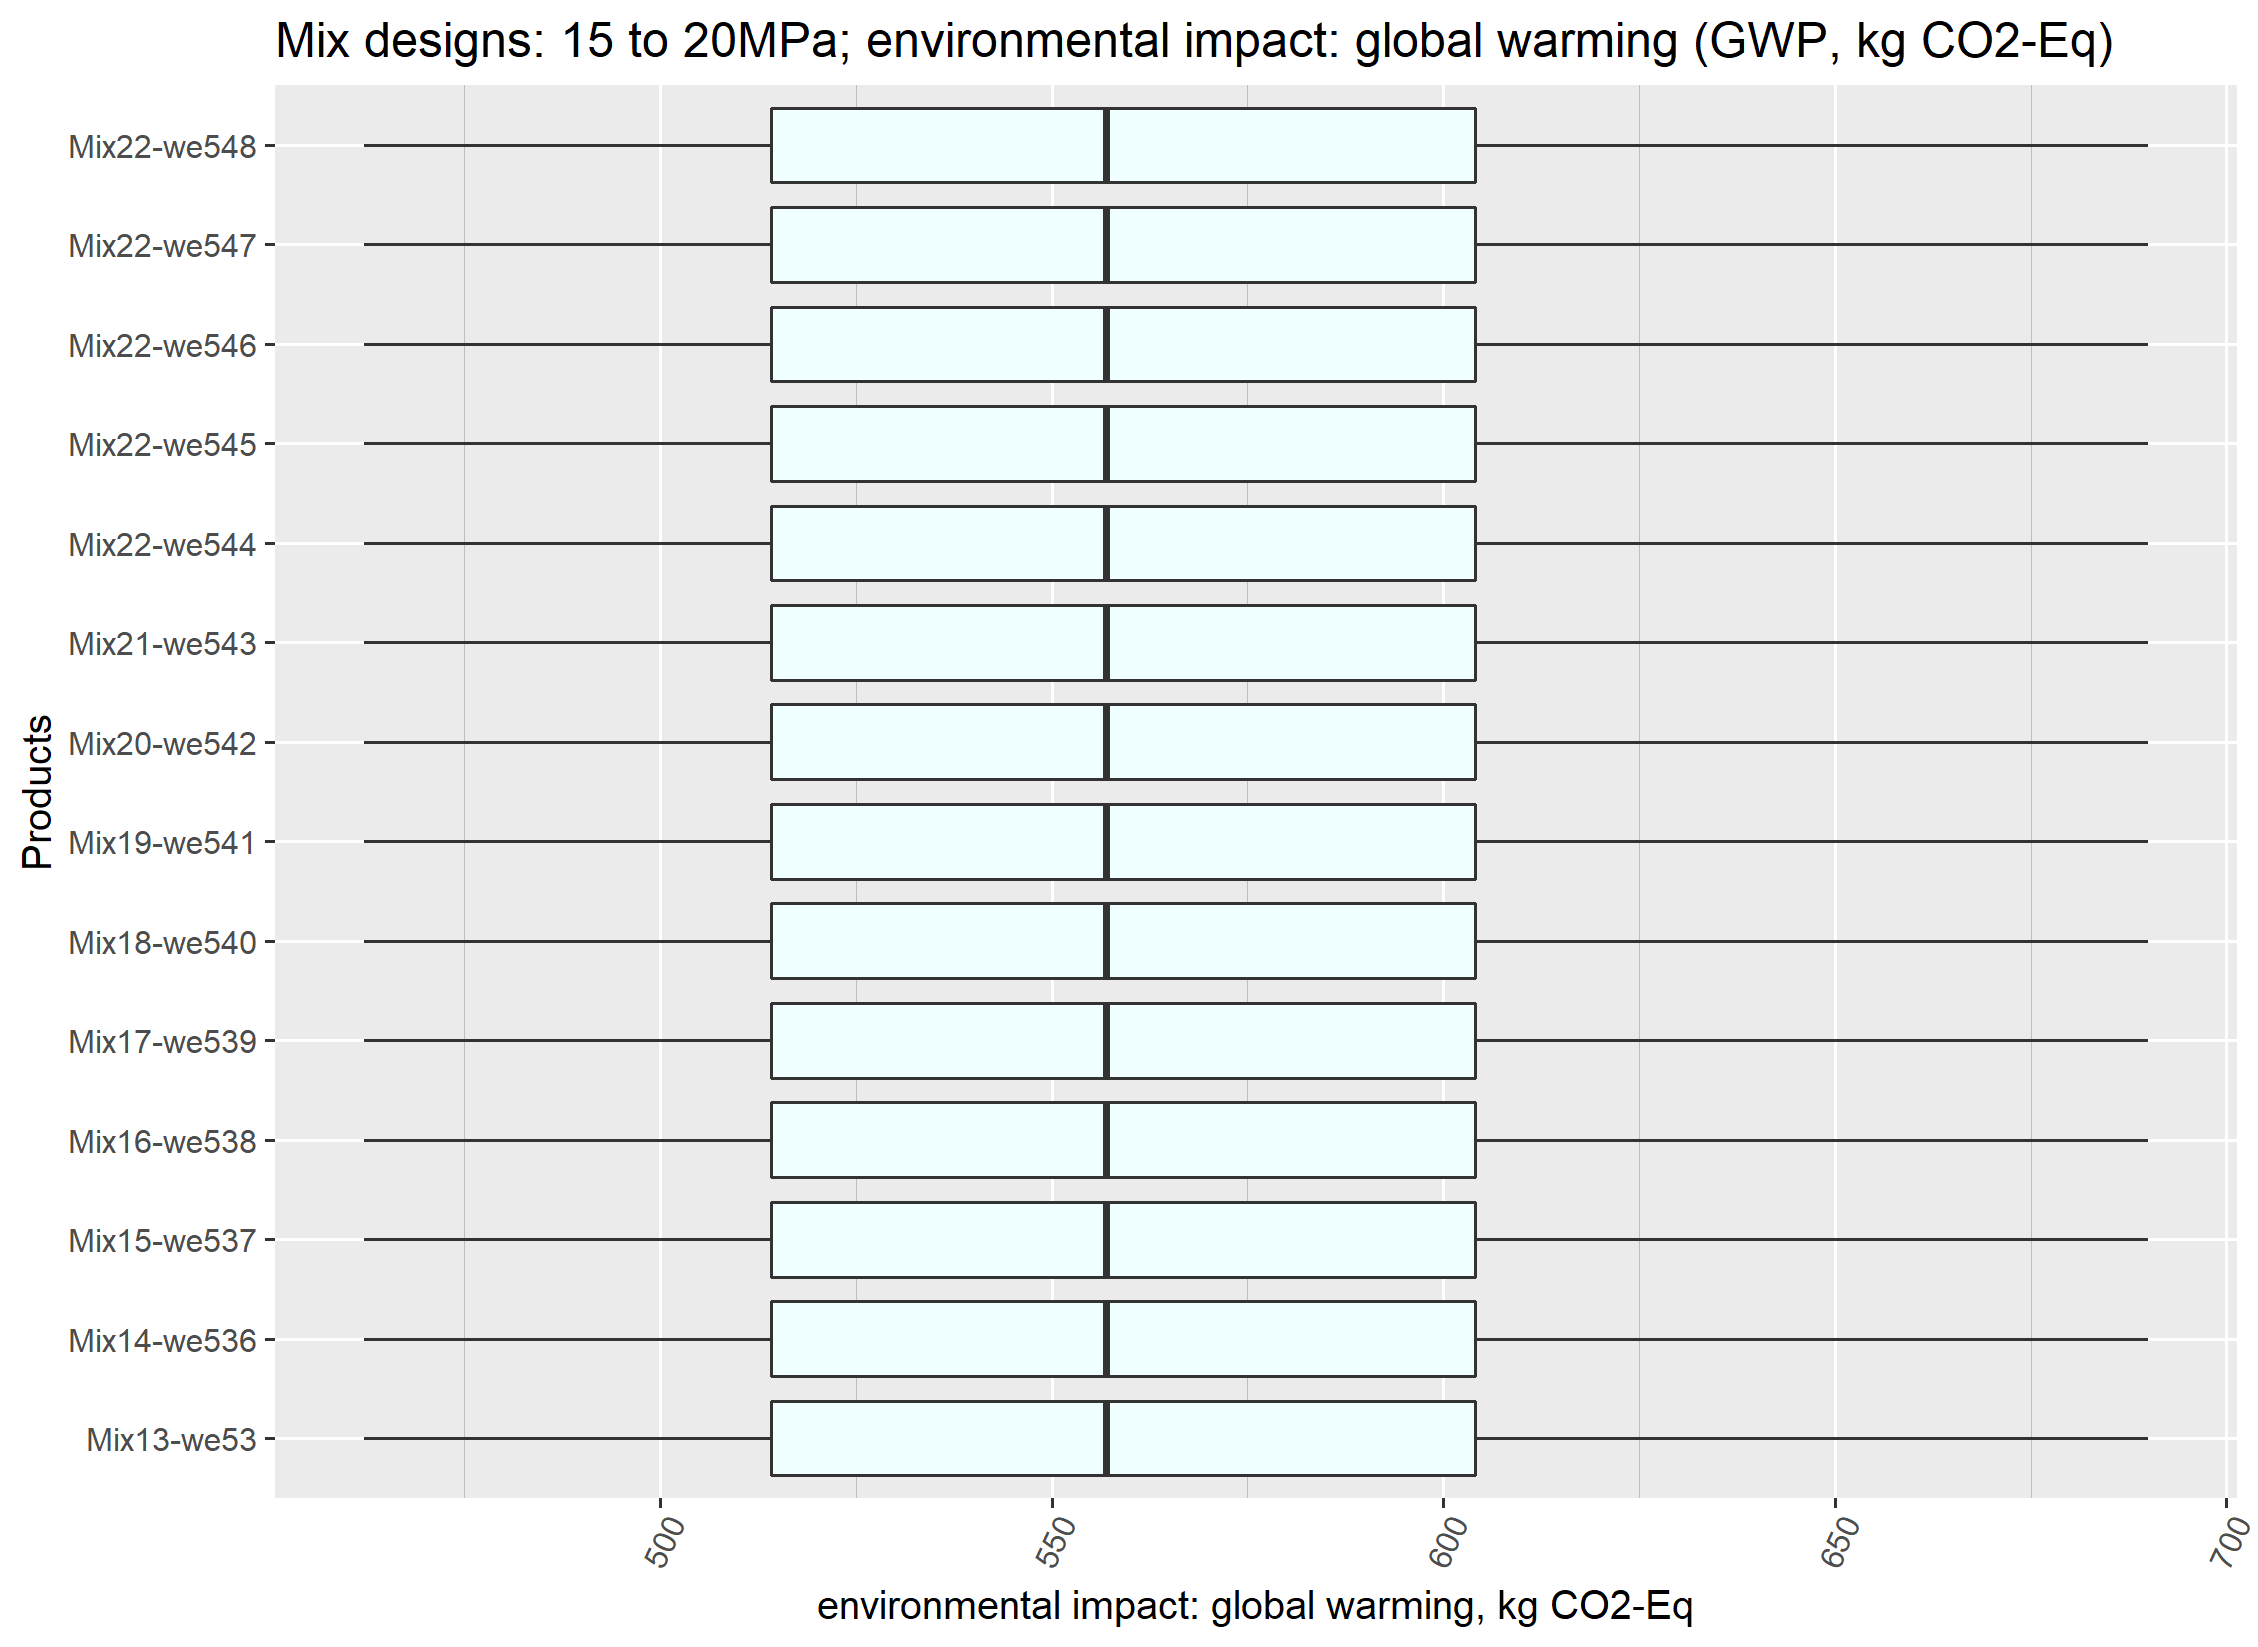 Mix designs: 15 to 20MPa; environmental impact: global warming (GWP, kg CO2-Eq)
Products
Mix22-we548
Mix22-we547
Mix22-we546
Mix22-we545
Mix22-we544
Mix21-we543
Mix20-we542
Mix19-we541
Mix18-we540
Mix17-we539
Mix16-we538
Mix15-we537
Mix14-we536
Mix13-we53
500 550 600 650 700
environmental impact: global warming, kg CO2-Eq